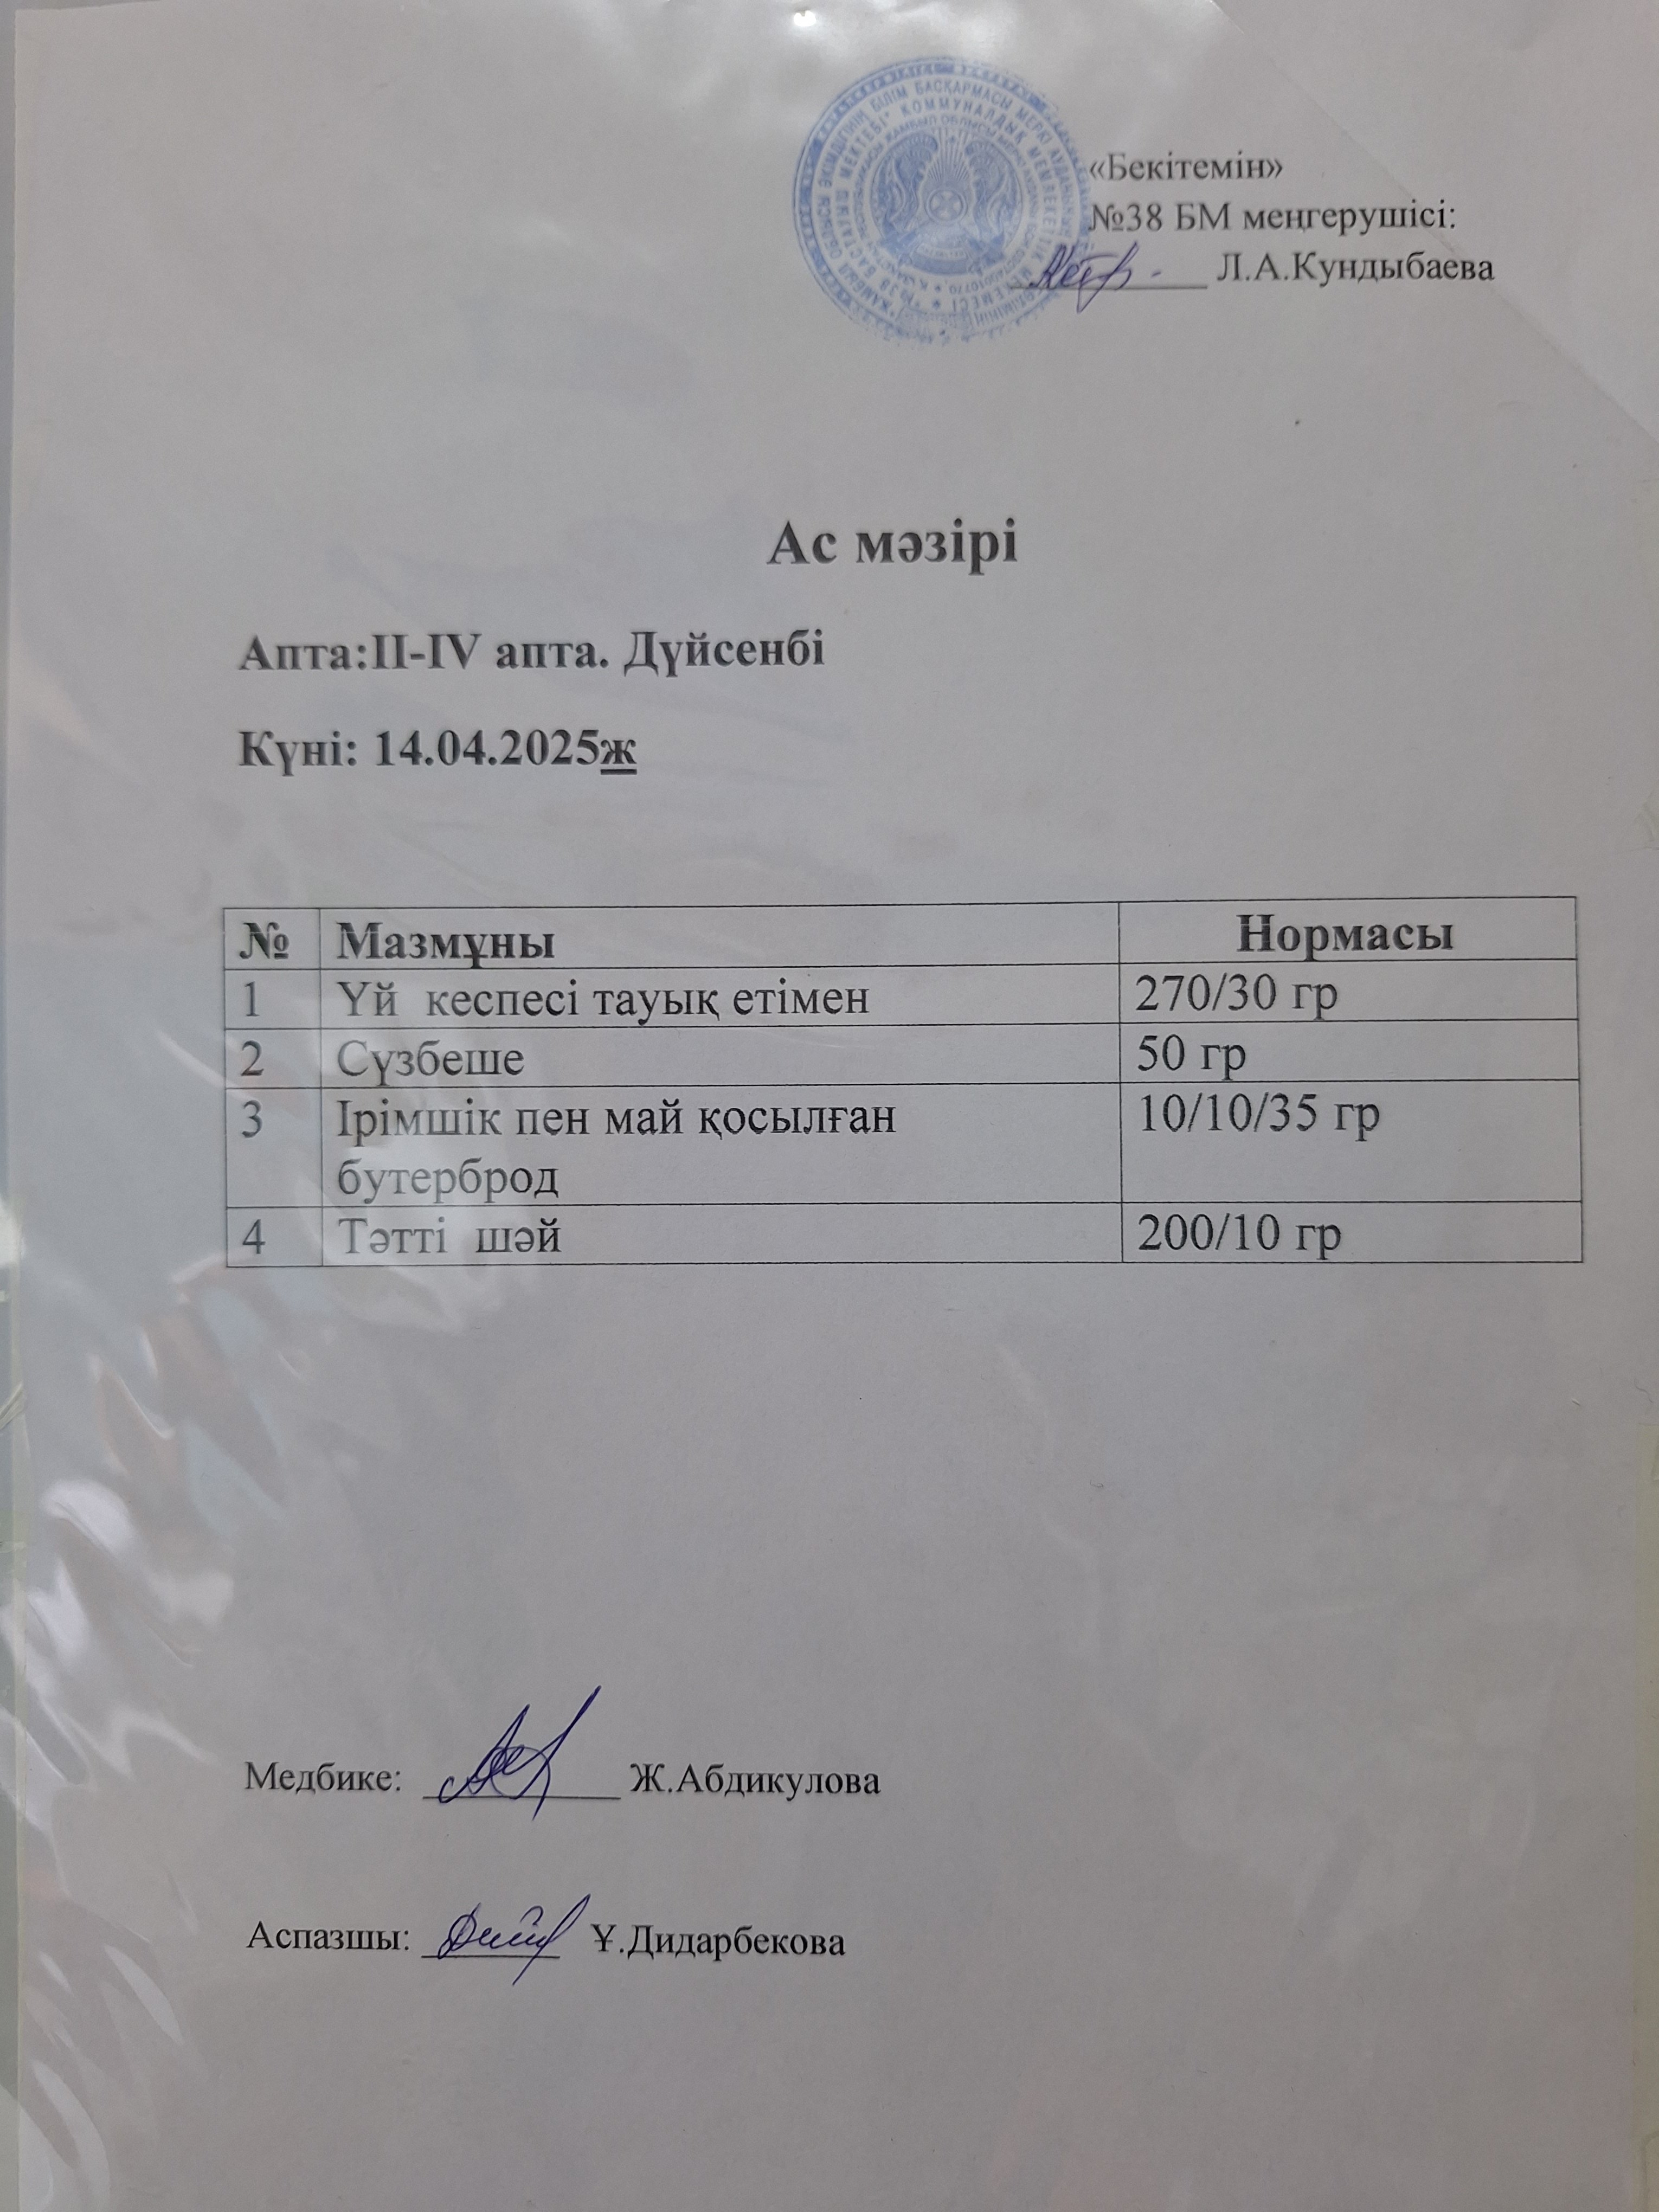 «Бекітемін»
№38 БМ меңгерушісі:
Л.А.Кундыбаева
Ас мәзірі
Апта:II-IV апта. Дүйсенбі
Күні: 14.04.2025ж
№ Мазмұны Нормасы
1 Үй кеспесі тауық етімен 270/30 гр
2 Сүзбеше 50 гр
3 Ірімшік пен май қосылған 10/10/35 гр
бутерброд
4 Тәтті шәй 200/10 гр
Медбике: Ж.Абдикулова
Аспазшы: Ұ.Дидарбекова